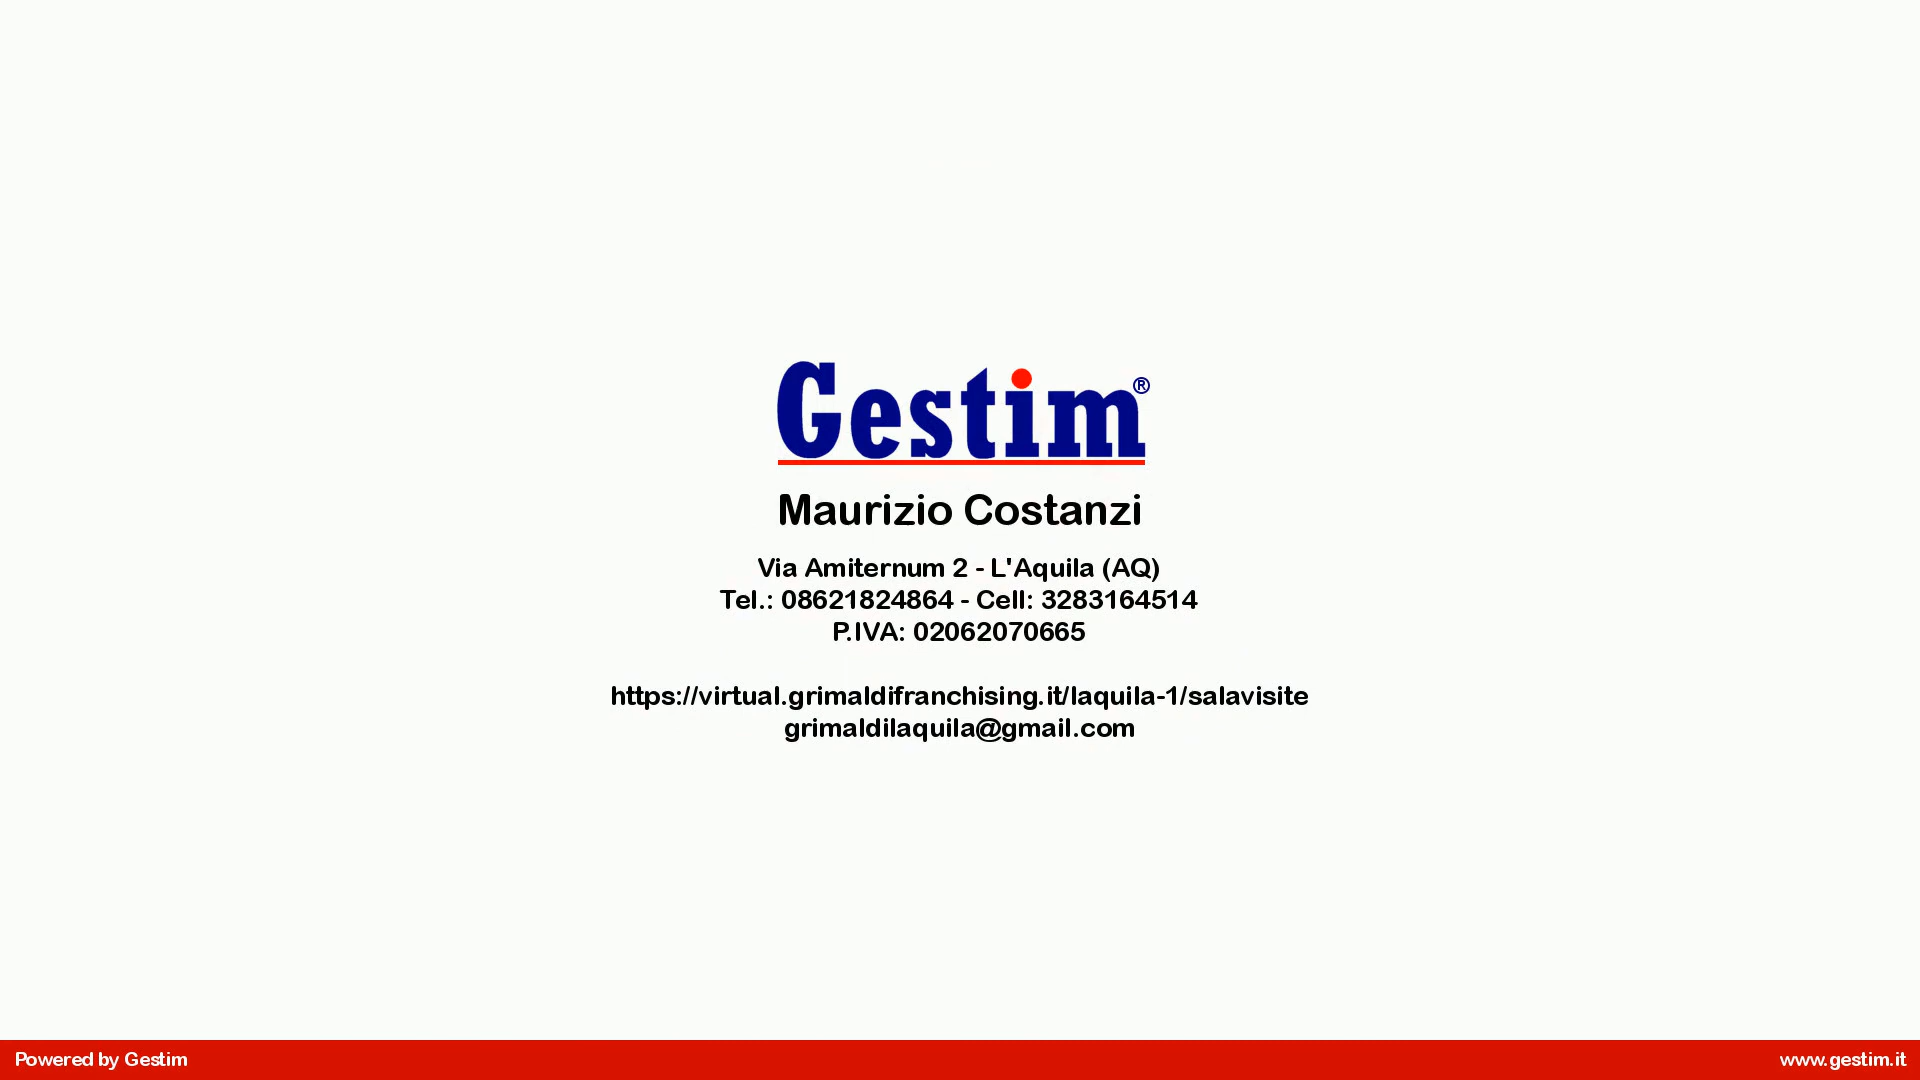 Gestim®
Maurizio Costanzi
Via Amiternum 2 - L'Aquila (AQ)
Tel.: 08621824864 - Cell: 3283164514
P.IVA: 02062070665
https://virtual.grimaldifranchising.it/laquila-1/salavisite
grimaldilaquila@gmail.com
Powered by Gestim
www.gestim.it